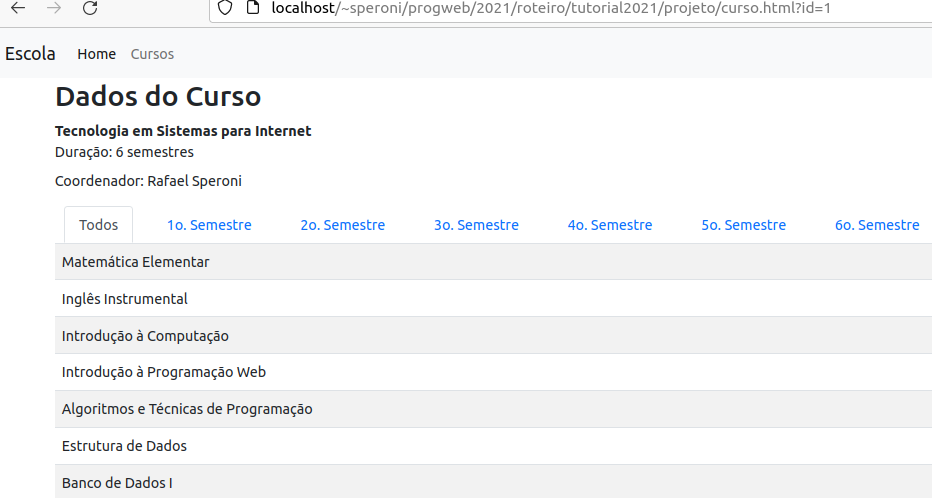 localhost/~speroni/progweb/2021/roteiro/tutorial2021/projeto/curso.html?id=1
Escola Home Cursos
Dados do Curso
Tecnologia em Sistemas para Internet
Duração: 6 semestres
Coordenador: Rafael Speroni
Todos 1o. Semestre 2o. Semestre 3o. Semestre 4o. Semestre 5o. Semestre 6o. Semestre
Matemática Elementar
Inglês Instrumental
Introdução à Computação
Introdução à Programação Web
Algoritmos e Técnicas de Programação
Estrutura de Dados
Banco de Dados I